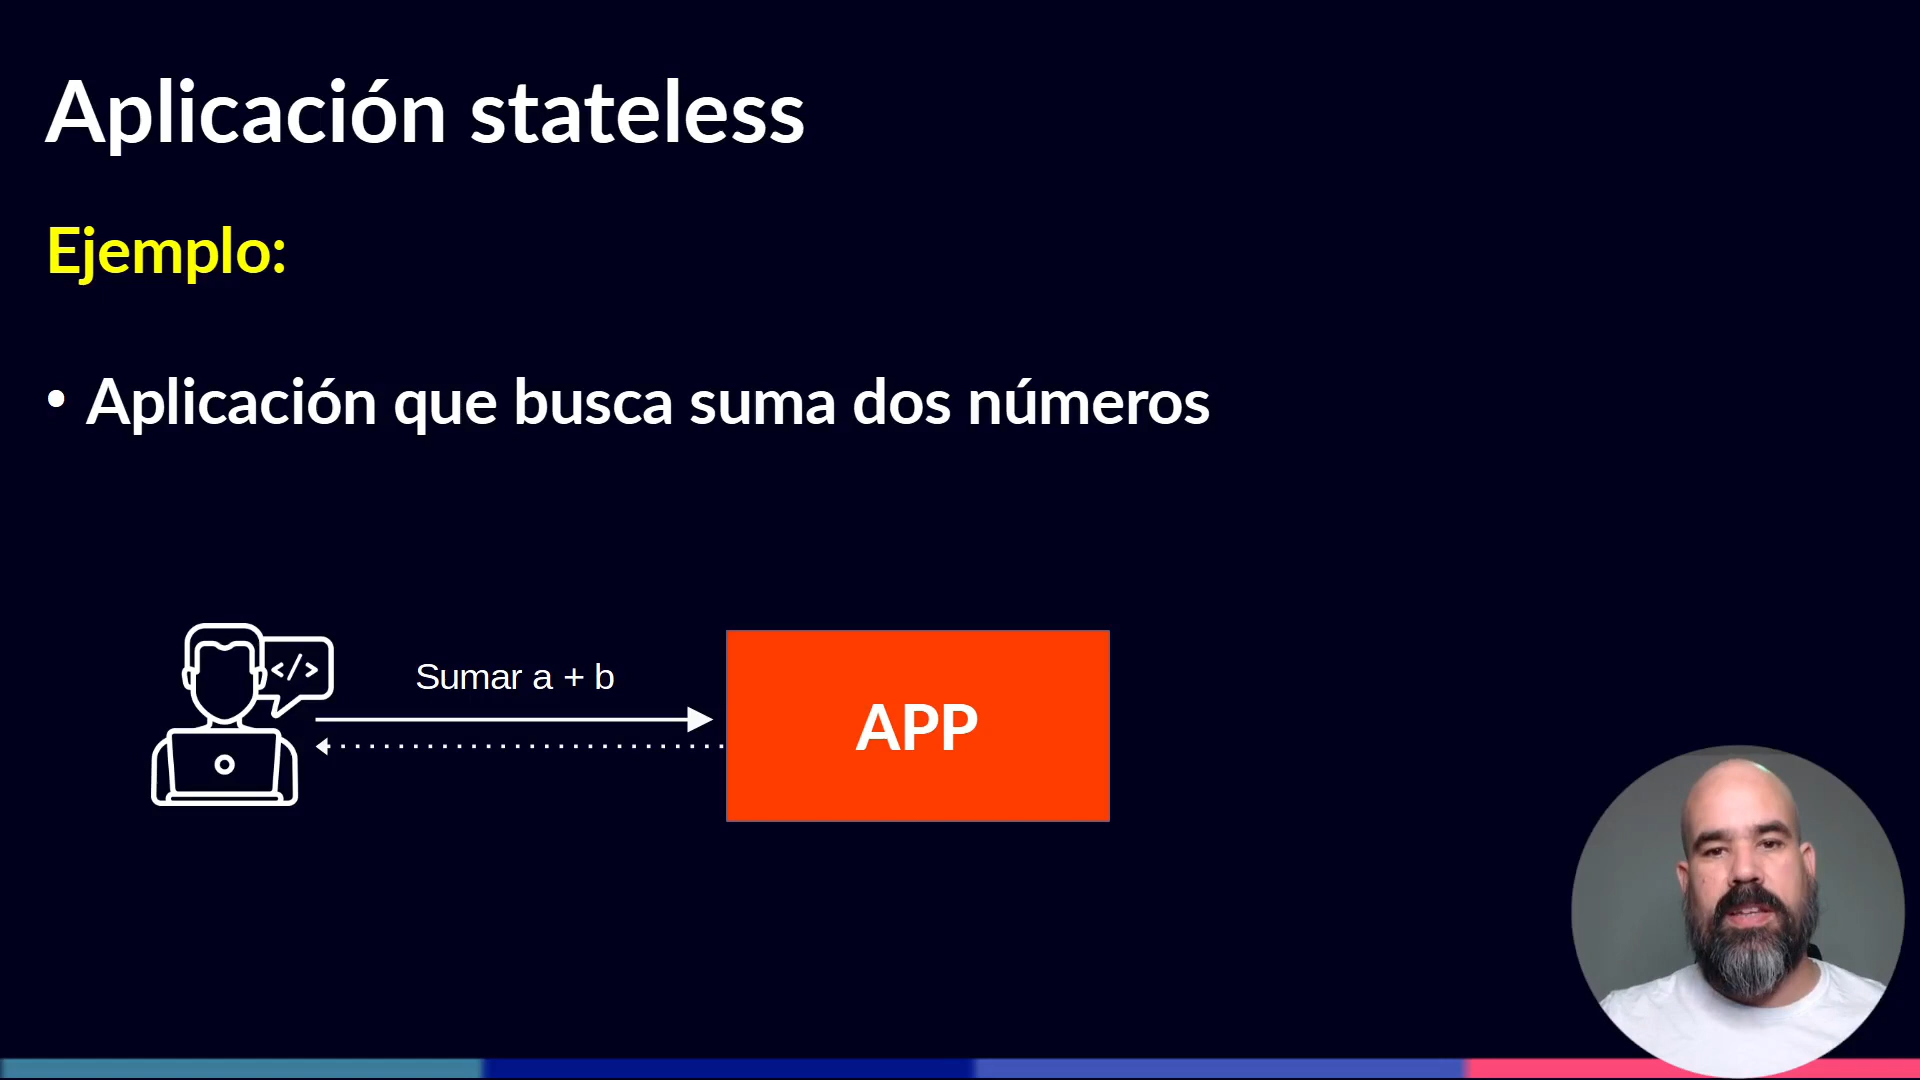 Aplicación stateless
Ejemplo:
• Aplicación que busca suma dos números
</>
Sumar a + b
APP